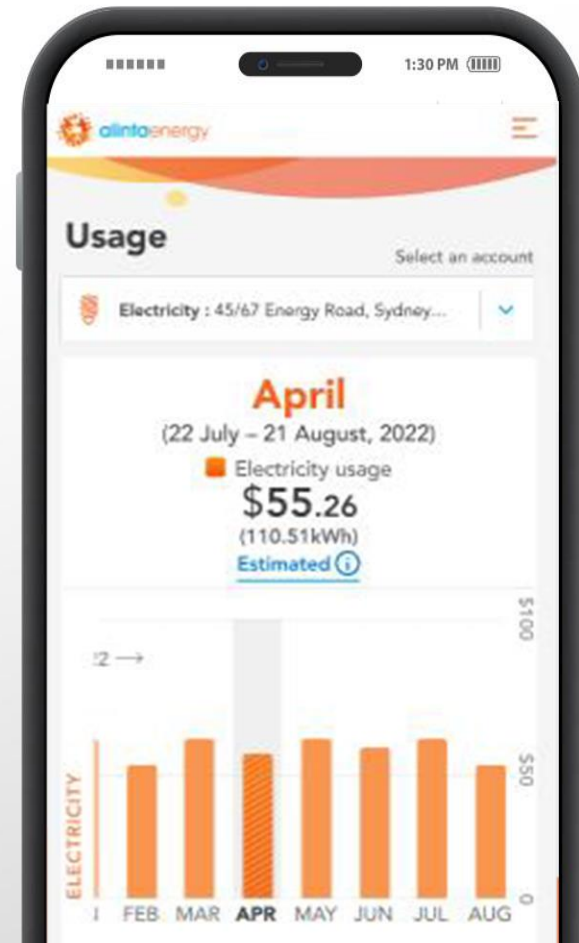 1:30 PM
alintaenergy
Usage
Select an account
Electricity : 45/67 Energy Road, Sydney...
April
(22 July – 21 August, 2022)
Electricity usage
$55.26
(110.51kWh)
Estimated
$100
$50
0
ELECTRICITY
FEB MAR APR MAY JUN JUL AUG